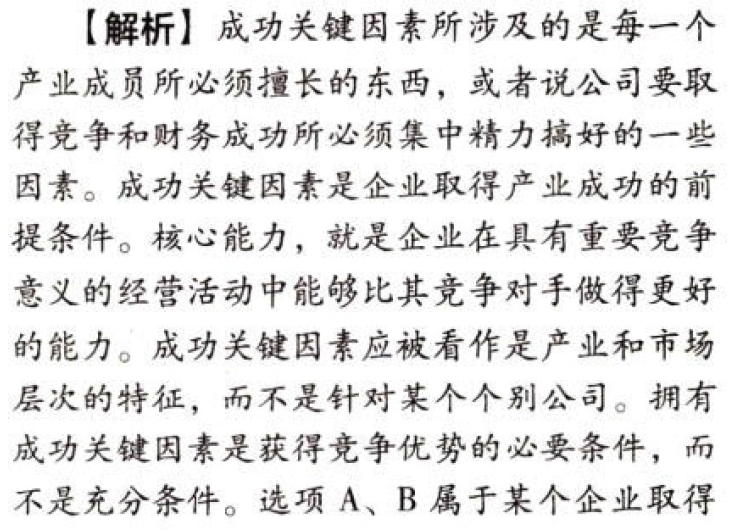 【解析】成功关键因素所涉及的是每一个
产业成员所必须擅长的东西，或者说公司要取
得竞争和财务成功所必须集中精力搞好的一些
因素。成功关键因素是企业取得产业成功的前
提条件。核心能力，就是企业在具有重要竞争
意义的经营活动中能够比其竞争对手做得更好
的能力。成功关键因素应被看作是产业和市场
层次的特征，而不是针对某个个别公司。拥有
成功关键因素是获得竞争优势的必要条件，而
不是充分条件。选项 A、B 属于某个企业取得